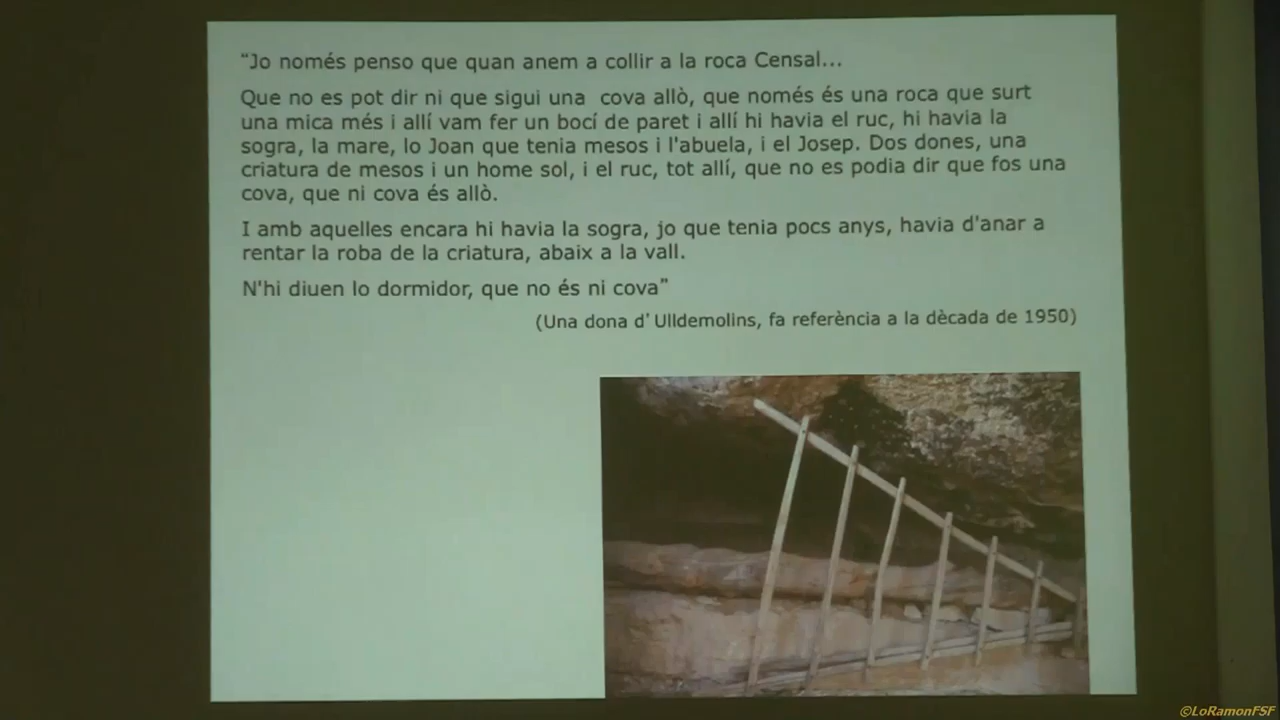 “Jo només penso que quan anem a collir a la roca Censal...
Que no es pot dir ni que sigui una cova allò, que només és una roca que surt
una mica més i allí vam fer un bocí de paret i allí hi havia el ruc, hi havia la
sogra, la mare, lo Joan que tenia mesos i l'abuela, i el Josep. Dos dones, una
criatura de mesos i un home sol, i el ruc, tot allí, que no es podia dir que fos una
cova, que ni cova és allò.
I amb aquelles encara hi havia la sogra, jo que tenia pocs anys, havia d'anar a
rentar la roba de la criatura, abaix a la vall.
N'hi diuen lo dormidor, que no és ni cova”
(Una dona d' Ulldemolins, fa referència a la dècada de 1950)
©LoRamonFSF